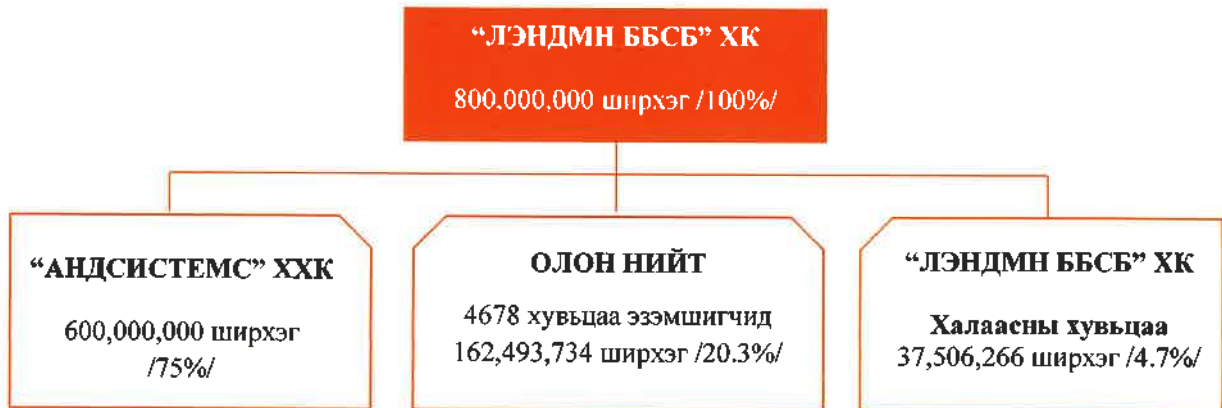 “ЛЭНДМН ББСБ” ХК
800,000,000 ширхэг /100%/
“АНДСИСТЕМС” ХХК
600,000,000 ширхэг
/75%/
ОЛОН НИЙТ
4678 хувьцаа эзэмшигчид
162,493,734 ширхэг /20.3%/
“ЛЭНДМН ББСБ” ХК
Халаасны хувьцаа
37,506,266 ширхэг /4.7%/